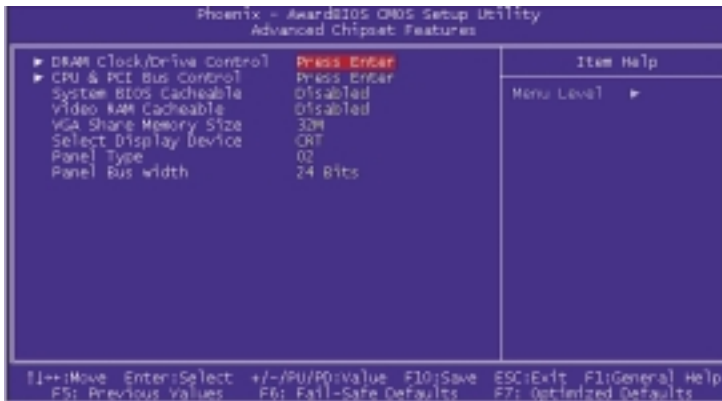 Phoenix - AwardBIOS CMOS Setup Utility
Advanced Chipset Features
► DRAM Clock/Drive Control Press Enter
► CPU & PCI Bus Control Press Enter
System BIOS Cacheable Disabled
Video RAM Cacheable Disabled
VGA Share Memory Size 32M
Select Display Device CRT
Panel Type 02
Panel Bus width 24 Bits
Item Help
Menu Level ►
↑↓←→:Move Enter:Select +/-/PU/PD:Value F10:Save ESC:Exit F1:General Help
F5: Previous Values F6: Fail-Safe Defaults F7: Optimized Defaults